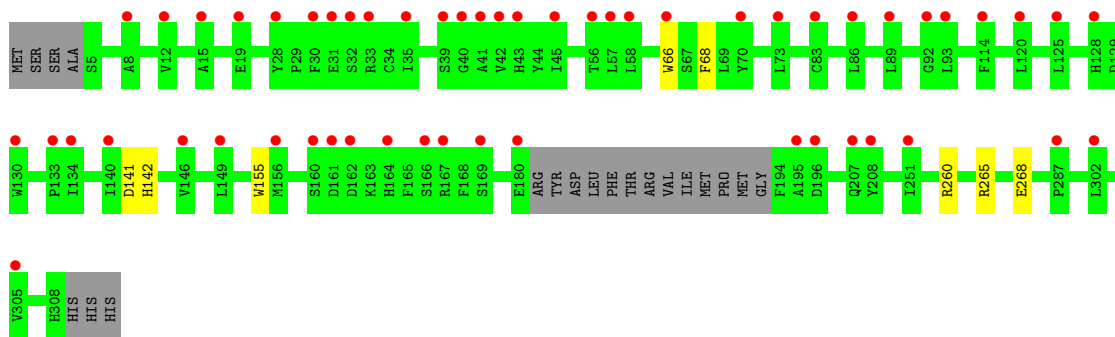 MET SER SER ALA S5 A8 V12 A15 E19 Y28 P29 F30 E31 S32 R33 C34 I35 S39 G40 A41 V42 H43 Y44 I45 T56 L57 L58 W66 S67 F68 L69 Y70 L73 C83 L86 L89 G92 L93 F114 L120 L125 H128 D129
W130 P133 I134 I140 D141 H142 V146 L149 W155 M156 S160 D161 D162 K163 H164 F165 S166 R167 F168 S169 E180 ARG TYR ASP LEU PHE THR ARG VAL ILE MET PRO MET GLY F194 A195 D196 Q207 Y208 I251 R260 R265 E268 P287 L302
V305 H308 HIS HIS HIS